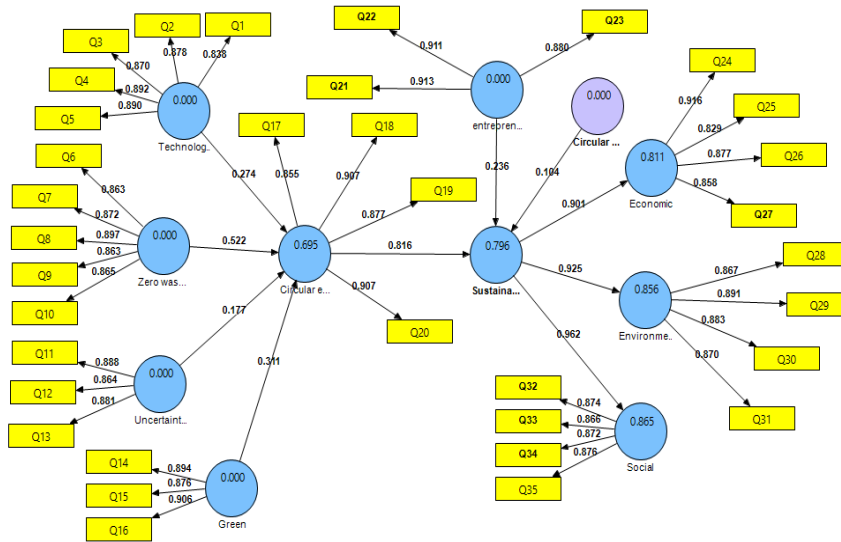 Q22
Q23
Q2
Q1
Q3
0.911
0.880
0.878
0.838
0.870
Q24
Q4
0.892
0.000
0.000
0.000
Q21
0.913
Q5
0.890
0.916
Q25
Technolog..
Q17
Q18
entrepren..
Circular ...
0.829
0.811
0.877
Q26
Q6
0.863
0.274
0.855
0.907
0.236
0.104
0.858
Economic
Q7
0.872
Q19
0.901
Q27
Q8
0.897
0.000
0.522
0.877
Q9
0.863
0.695
0.816
0.796
Q28
0.865
Zero was...
Circular e...
Sustaina...
0.925
0.867
Q10
0.856
0.891
Q29
0.177
0.907
Q20
Environme..
0.883
Q11
0.888
0.311
0.962
0.870
Q30
Q12
0.864
0.000
0.881
Q32
Q31
Q13
Uncertaint..
0.874
Q33
0.866
0.865
Q14
0.894
Q34
0.872
Q15
0.876
0.000
0.876
Social
0.906
Q35
Q16
Green